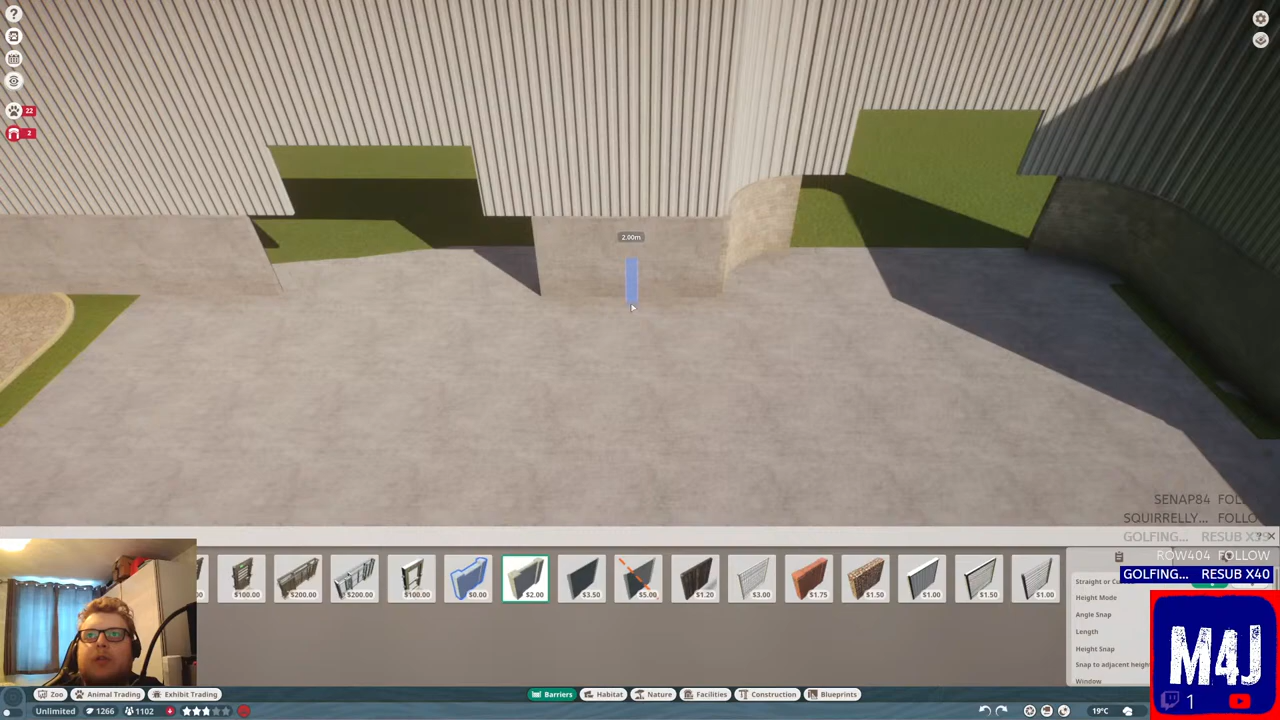 ?
22
2
2.00m
SENAP84 FOL
SQUIRRELLY... FOLLO
GOLFING... RESUB X
ROW404 FOLLOW
GOLFING... RESUB X40
$100.00
$200.00
$200.00
$100.00
$0.00
$2.00
$3.50
$5.00
$1.20
$3.00
$1.75
$1.50
$1.00
$1.50
$1.00
Straight or Cu
Height Mode
Angle Snap
Length
Height Snap
Snap to adjacent height
Window
M4J
1
Zoo
Animal Trading
Exhibit Trading
Barriers
Habitat
Nature
Facilities
Construction
Blueprints
Unlimited
1266
1102
19°C